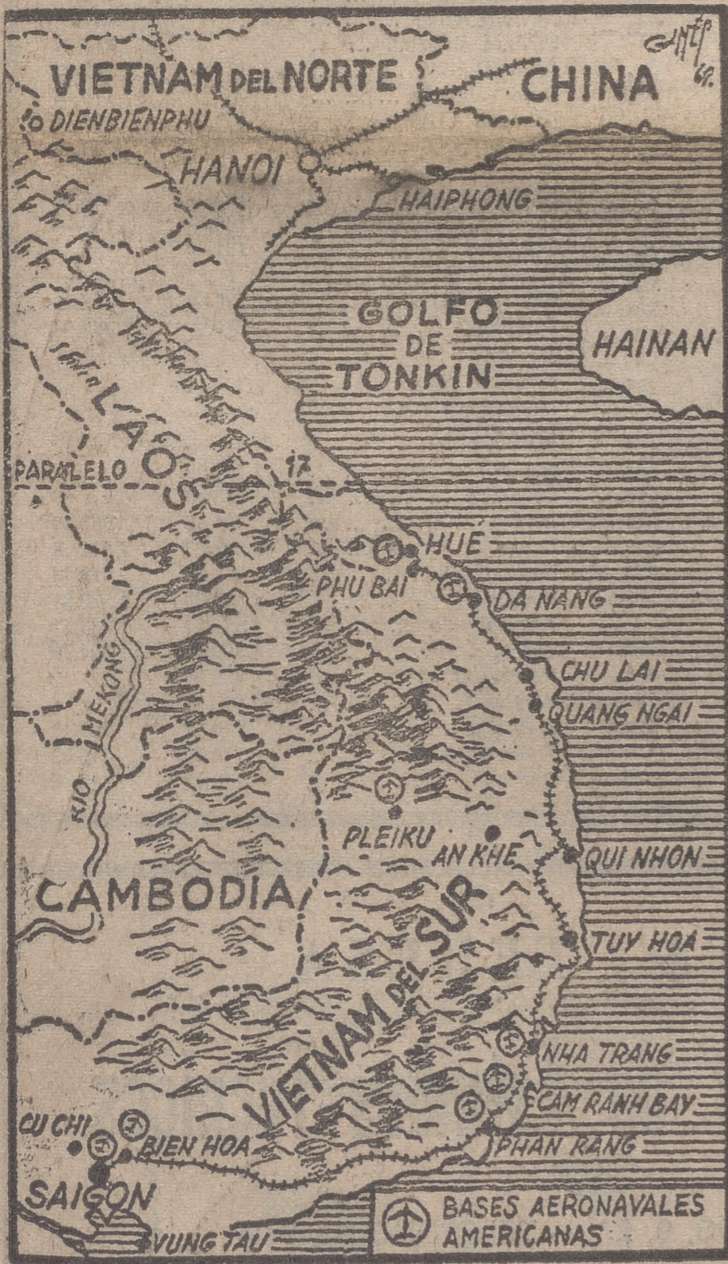 VIETNAM DEL NORTE
CHINA
69.
DIENBIENPHU
HANOI
HAIPHONG
GOLFO
DE
TONKIN
HAINAN
LAOS
PARALELO 17
HUÉ
PHU BAI
DA NANG
CHU LAI
QUANG NGAI
RIO MEKONG
PLEIKU
AN KHE
QUI NHON
CAMBODIA
VIETNAM DEL SUR
TUY HOA
NHA TRANG
CAM RANH BAY
PHAN RANG
CU CHI
BIEN HOA
SAIGON
VUNG TAU
BASES AERONAVALES
AMERICANAS